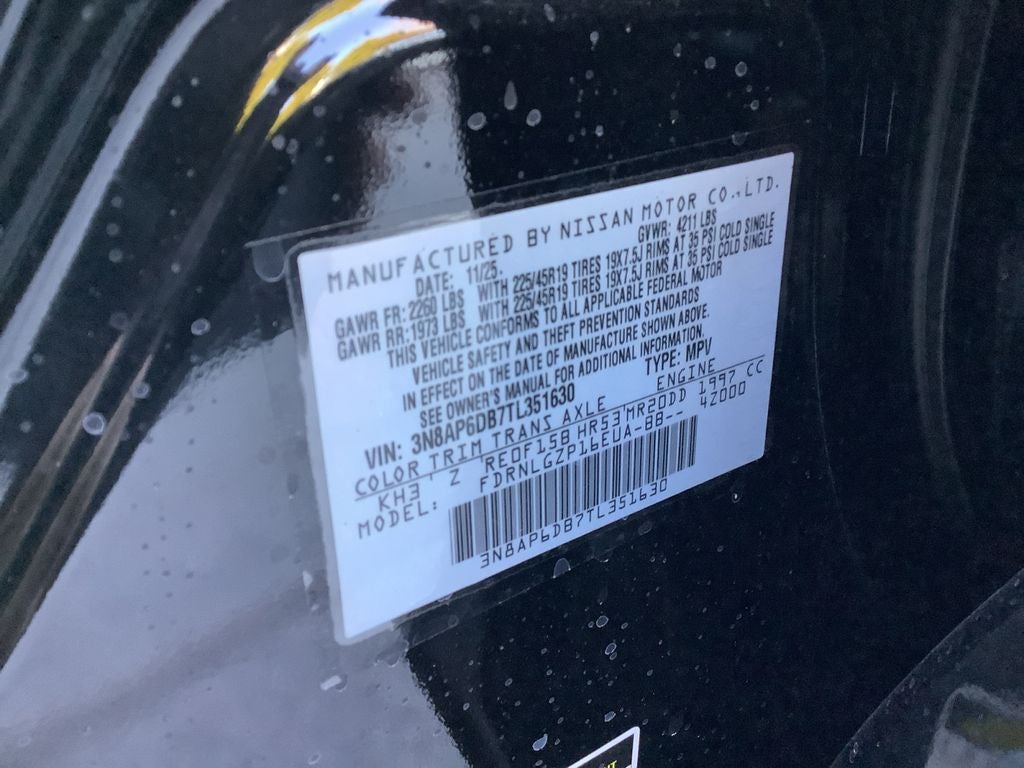 MANUFACTURED BY NISSAN MOTOR CO.,LTD.
DATE: 11/25. GVWR: 4211 LBS
GAWR FR: 2260 LBS WITH 225/45R19 TIRES 19X7.5J RIMS AT 35 PSI COLD SINGLE
GAWR RR: 1973 LBS WITH 225/45R19 TIRES 19X7.5J RIMS AT 35 PSI COLD SINGLE
THIS VEHICLE CONFORMS TO ALL APPLICABLE FEDERAL MOTOR
VEHICLE SAFETY AND THEFT PREVENTION STANDARDS
IN EFFECT ON THE DATE OF MANUFACTURE SHOWN ABOVE.
SEE OWNER'S MANUAL FOR ADDITIONAL INFORMATION.
VIN: 3N8AP6DB7TL351630 TYPE: MPV
COLOR TRIM TRANS AXLE ENGINE
KH3 Z RE0F15B HR53 MR20DD 1997 CC
MODEL: FDRNLGZP16EUA-BB-- 42000
3N8AP6DB7TL351630